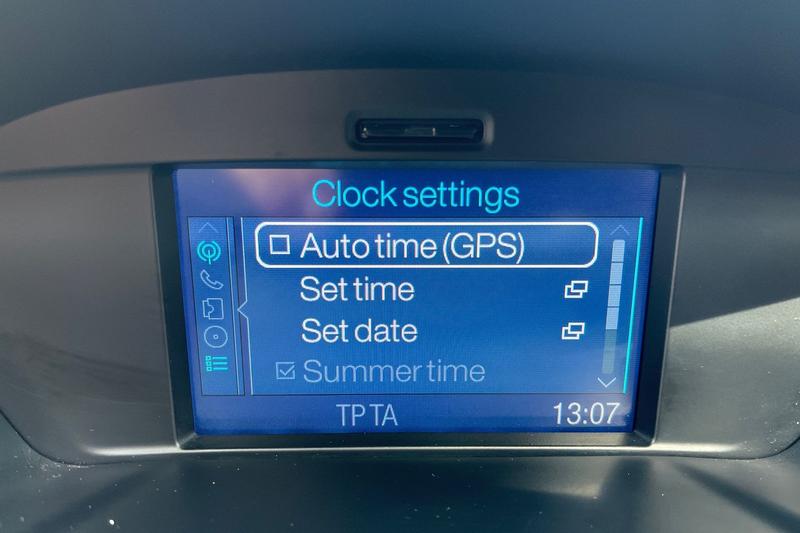 Clock settings
Auto time (GPS)
Set time
Set date
Summer time
TP TA 13:07